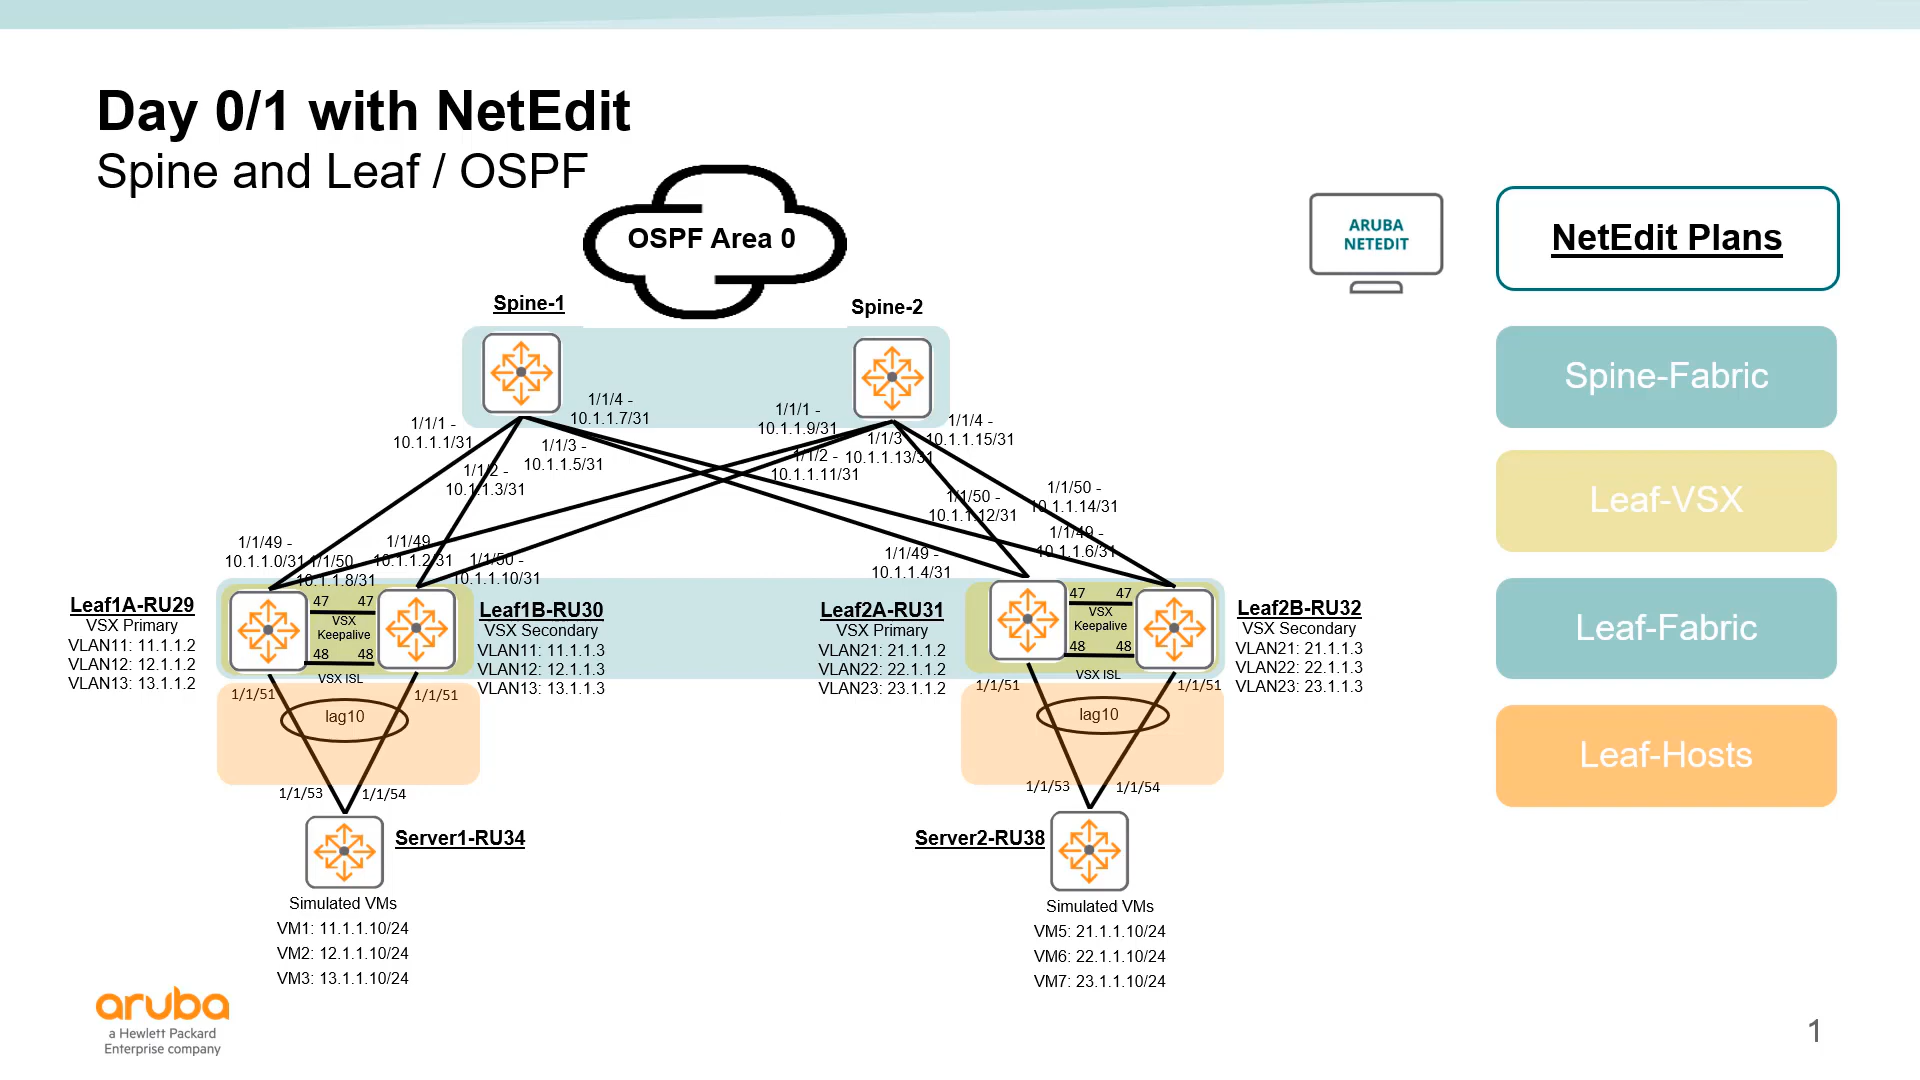 Day 0/1 with NetEdit
Spine and Leaf / OSPF
OSPF Area 0
ARUBA
NETEDIT
NetEdit Plans
Spine-Fabric
Leaf-VSX
Leaf-Fabric
Leaf-Hosts
Spine-1
Spine-2
1/1/1 -
10.1.1.1/31
1/1/2 -
10.1.1.3/31
1/1/3 -
10.1.1.5/31
1/1/4 -
10.1.1.7/31
1/1/1 -
10.1.1.9/31
1/1/2 -
10.1.1.11/31
1/1/3
10.1.1.13/31
1/1/4 -
10.1.1.15/31
1/1/49 -
10.1.1.0/31
1/1/50
10.1.1.8/31
1/1/49
10.1.1.2/31
1/1/50 -
10.1.1.10/31
1/1/49 -
10.1.1.4/31
1/1/50 -
10.1.1.12/31
1/1/50 -
10.1.1.14/31
1/1/49 -
10.1.1.6/31
Leaf1A-RU29
VSX Primary
VLAN11: 11.1.1.2
VLAN12: 12.1.1.2
VLAN13: 13.1.1.2
47 47
VSX
Keepalive
48 48
VSX ISL
Leaf1B-RU30
VSX Secondary
VLAN11: 11.1.1.3
VLAN12: 12.1.1.3
VLAN13: 13.1.1.3
Leaf2A-RU31
VSX Primary
VLAN21: 21.1.1.2
VLAN22: 22.1.1.2
VLAN23: 23.1.1.2
47 47
VSX
Keepalive
48 48
VSX ISL
Leaf2B-RU32
VSX Secondary
VLAN21: 21.1.1.3
VLAN22: 22.1.1.3
VLAN23: 23.1.1.3
1/1/51
1/1/51
lag10
1/1/53
1/1/54
1/1/51
1/1/51
lag10
1/1/53
1/1/54
Server1-RU34
Simulated VMs
VM1: 11.1.1.10/24
VM2: 12.1.1.10/24
VM3: 13.1.1.10/24
Server2-RU38
Simulated VMs
VM5: 21.1.1.10/24
VM6: 22.1.1.10/24
VM7: 23.1.1.10/24
aruba
a Hewlett Packard
Enterprise company
1